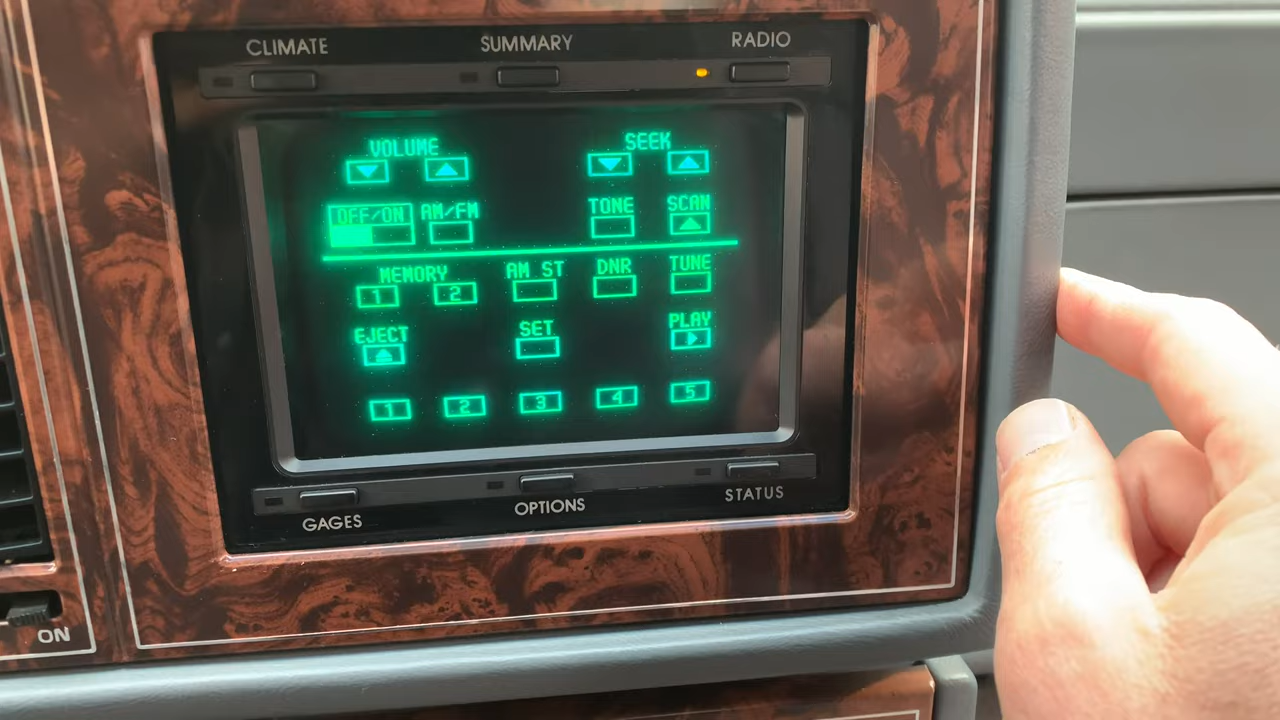 CLIMATE SUMMARY RADIO
VOLUME SEEK
OFF/ON AM/FM TONE SCAN
MEMORY AM ST DNR TUNE
1 2
EJECT SET PLAY
1 2 3 4 5
GAGES OPTIONS STATUS
ON